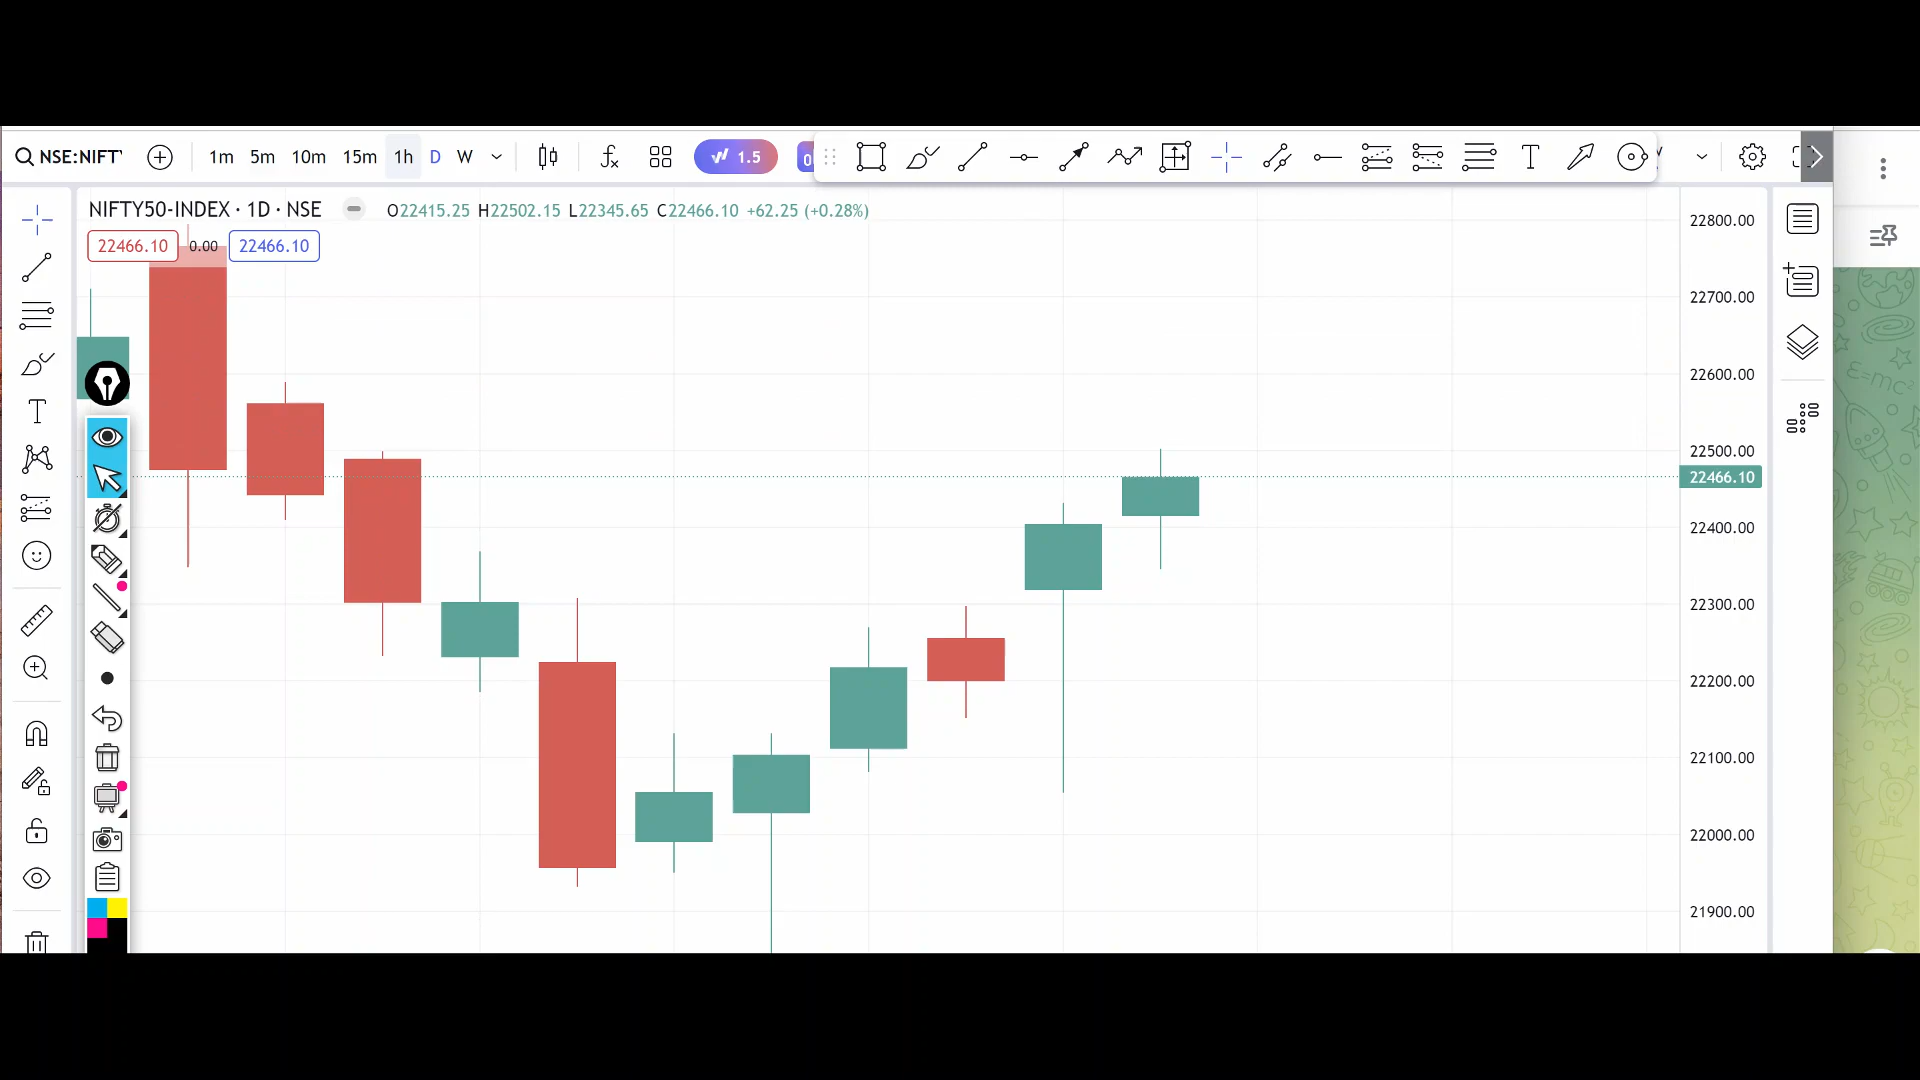 NSE:NIFT
1m 5m 10m 15m 1h D W
1.5
T
NIFTY50-INDEX · 1D · NSE
O22415.25 H22502.15 L22345.65 C22466.10 +62.25 (+0.28%)
22466.10 0.00 22466.10
T
22800.00
22700.00
22600.00
22500.00
22466.10
22400.00
22300.00
22200.00
22100.00
22000.00
21900.00